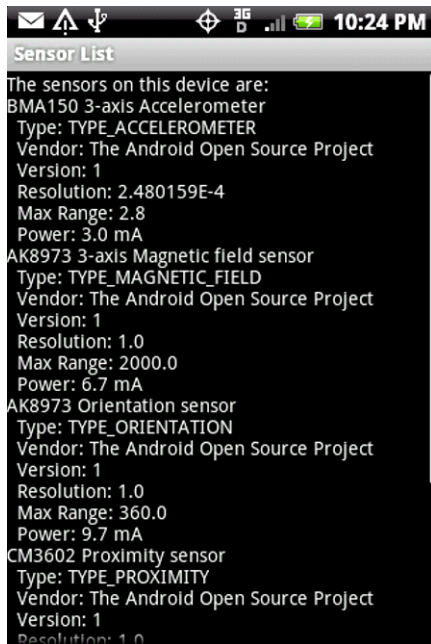 3G
D
10:24 PM
Sensor List
The sensors on this device are:
BMA150 3-axis Accelerometer
Type: TYPE_ACCELEROMETER
Vendor: The Android Open Source Project
Version: 1
Resolution: 2.480159E-4
Max Range: 2.8
Power: 3.0 mA
AK8973 3-axis Magnetic field sensor
Type: TYPE_MAGNETIC_FIELD
Vendor: The Android Open Source Project
Version: 1
Resolution: 1.0
Max Range: 2000.0
Power: 6.7 mA
AK8973 Orientation sensor
Type: TYPE_ORIENTATION
Vendor: The Android Open Source Project
Version: 1
Resolution: 1.0
Max Range: 360.0
Power: 9.7 mA
CM3602 Proximity sensor
Type: TYPE_PROXIMITY
Vendor: The Android Open Source Project
Version: 1
Resolution: 1.0